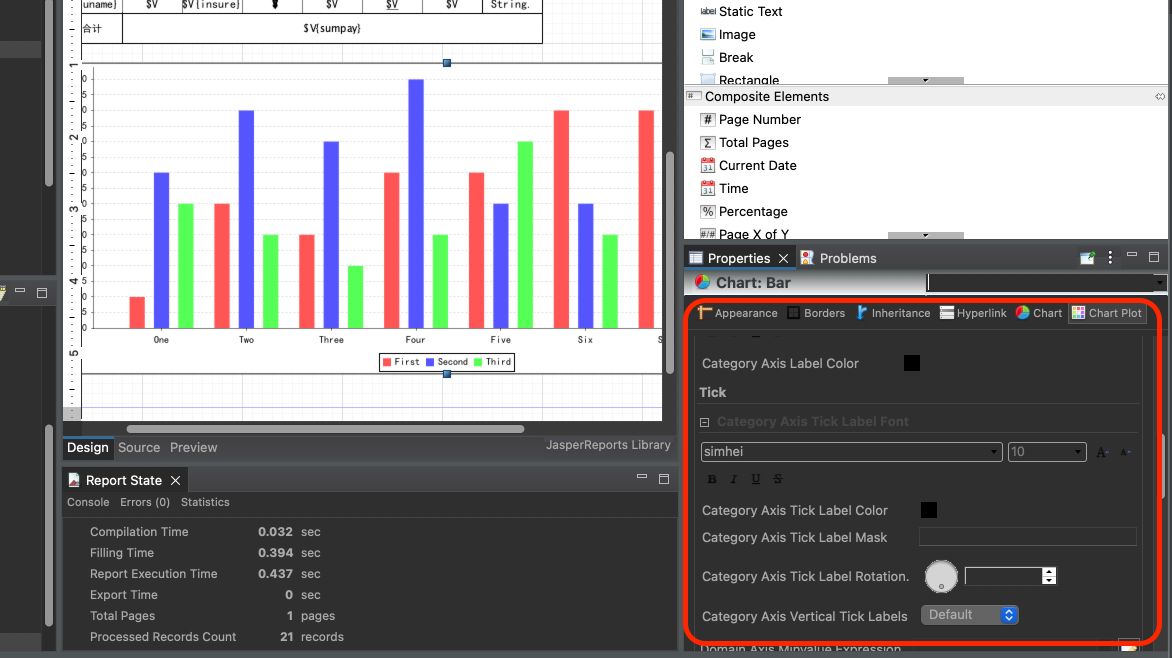 uname} $V $V{insure} $V $V $V String.
合计 $V{sumpay}
One Two Three Four Five Six S
First Second Third
Design Source Preview JasperReports Library
Report State
Console Errors (0) Statistics
Compilation Time 0.032 sec
Filling Time 0.394 sec
Report Execution Time 0.437 sec
Export Time 0 sec
Total Pages 1 pages
Processed Records Count 21 records
label Static Text
Image
Break
Rectangle
Composite Elements
# Page Number
Σ Total Pages
31 Current Date
31 Time
% Percentage
#/# Page X of Y
Properties Problems
Chart: Bar
Appearance Borders Inheritance Hyperlink Chart Chart Plot
Category Axis Label Color
Tick
Category Axis Tick Label Font
simhei 10 A A
B I U S
Category Axis Tick Label Color
Category Axis Tick Label Mask
Category Axis Tick Label Rotation.
Category Axis Vertical Tick Labels Default
Domain Axis Minvalue Expression